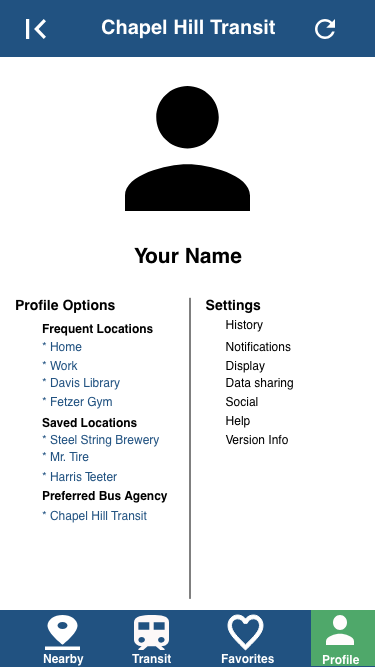 Chapel Hill Transit
Your Name
Profile Options
Frequent Locations
* Home
* Work
* Davis Library
* Fetzer Gym
Saved Locations
* Steel String Brewery
* Mr. Tire
* Harris Teeter
Preferred Bus Agency
* Chapel Hill Transit
Settings
History
Notifications
Display
Data sharing
Social
Help
Version Info
Nearby
Transit
Favorites
Profile